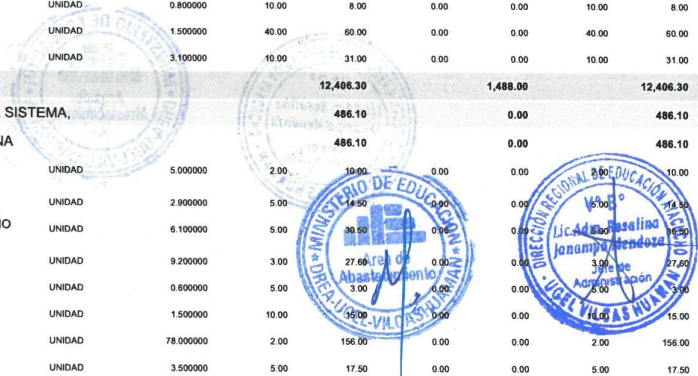 UNIDAD 0.800000 10.00 8.00 0.00 0.00 10.00 8.00
UNIDAD 1.500000 40.00 60.00 0.00 0.00 40.00 60.00
UNIDAD 3.100000 10.00 31.00 0.00 0.00 10.00 31.00
12,406.30 1,488.00 12,406.30
SISTEMA, 486.10 0.00 486.10
NA 486.10 0.00 486.10
UNIDAD 5.000000 2.00 10.00 0.00 0.00 2.00 10.00
UNIDAD 2.900000 5.00 14.50 0.00 0.00 5.00 14.50
IO
UNIDAD 6.100000 5.00 30.50 0.00 0.00 30.50
UNIDAD 9.200000 3.00 27.60 0.00 0.00 3.00 27.60
UNIDAD 0.600000 5.00 3.00 0.00 0.00 5.00 3.00
UNIDAD 1.500000 10.00 15.00 0.00 0.00 10.00 15.00
UNIDAD 78.000000 2.00 156.00 0.00 0.00 2.00 156.00
UNIDAD 3.500000 5.00 17.50 0.00 0.00 5.00 17.50
MINISTERIO DE EDUCACION
Area de
Abastecimiento
DREA-UGEL-VILCASHUAMAN
DIRECCIÓN REGIONAL DE EDUCACIÓN AYACUCHO
V° B°
Lic. Rosalina
Janampa Mendoza
Jefe de
Administración
UGEL VILCAS HUAMAN